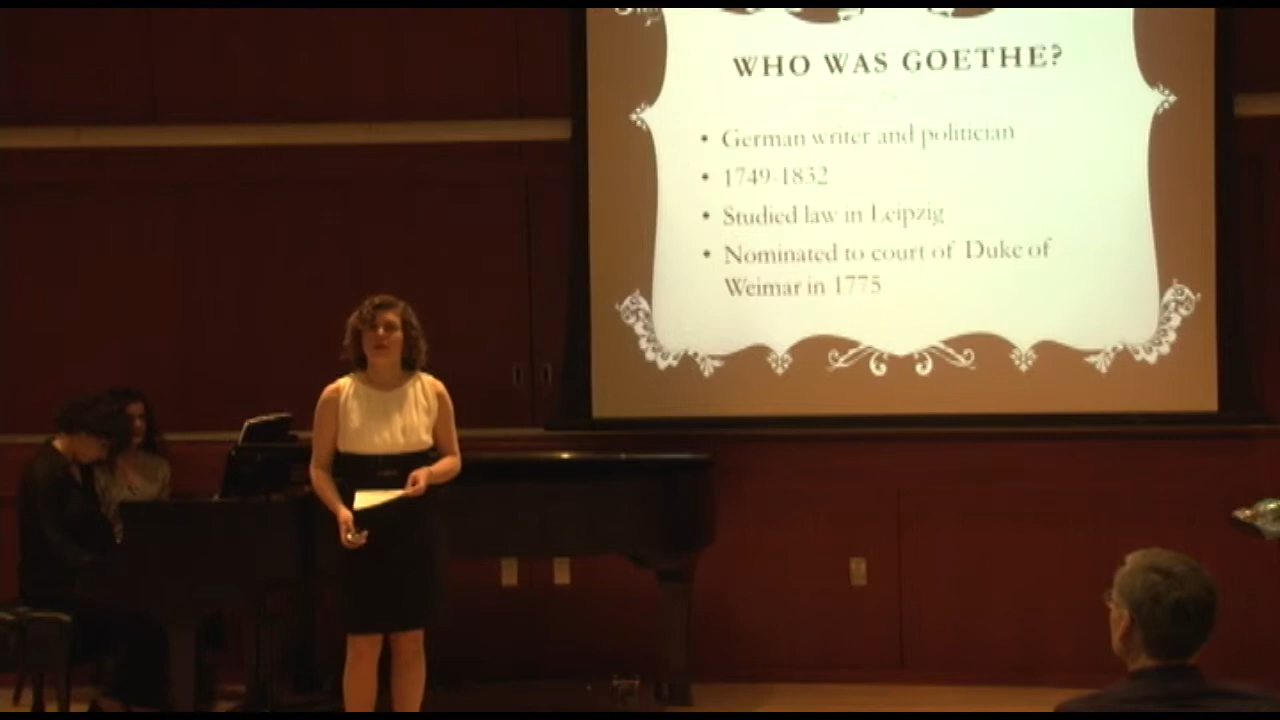 WHO WAS GOETHE?
• German writer and politician
• 1749-1832
• Studied law in Leipzig
• Nominated to court of Duke of
Weimar in 1775